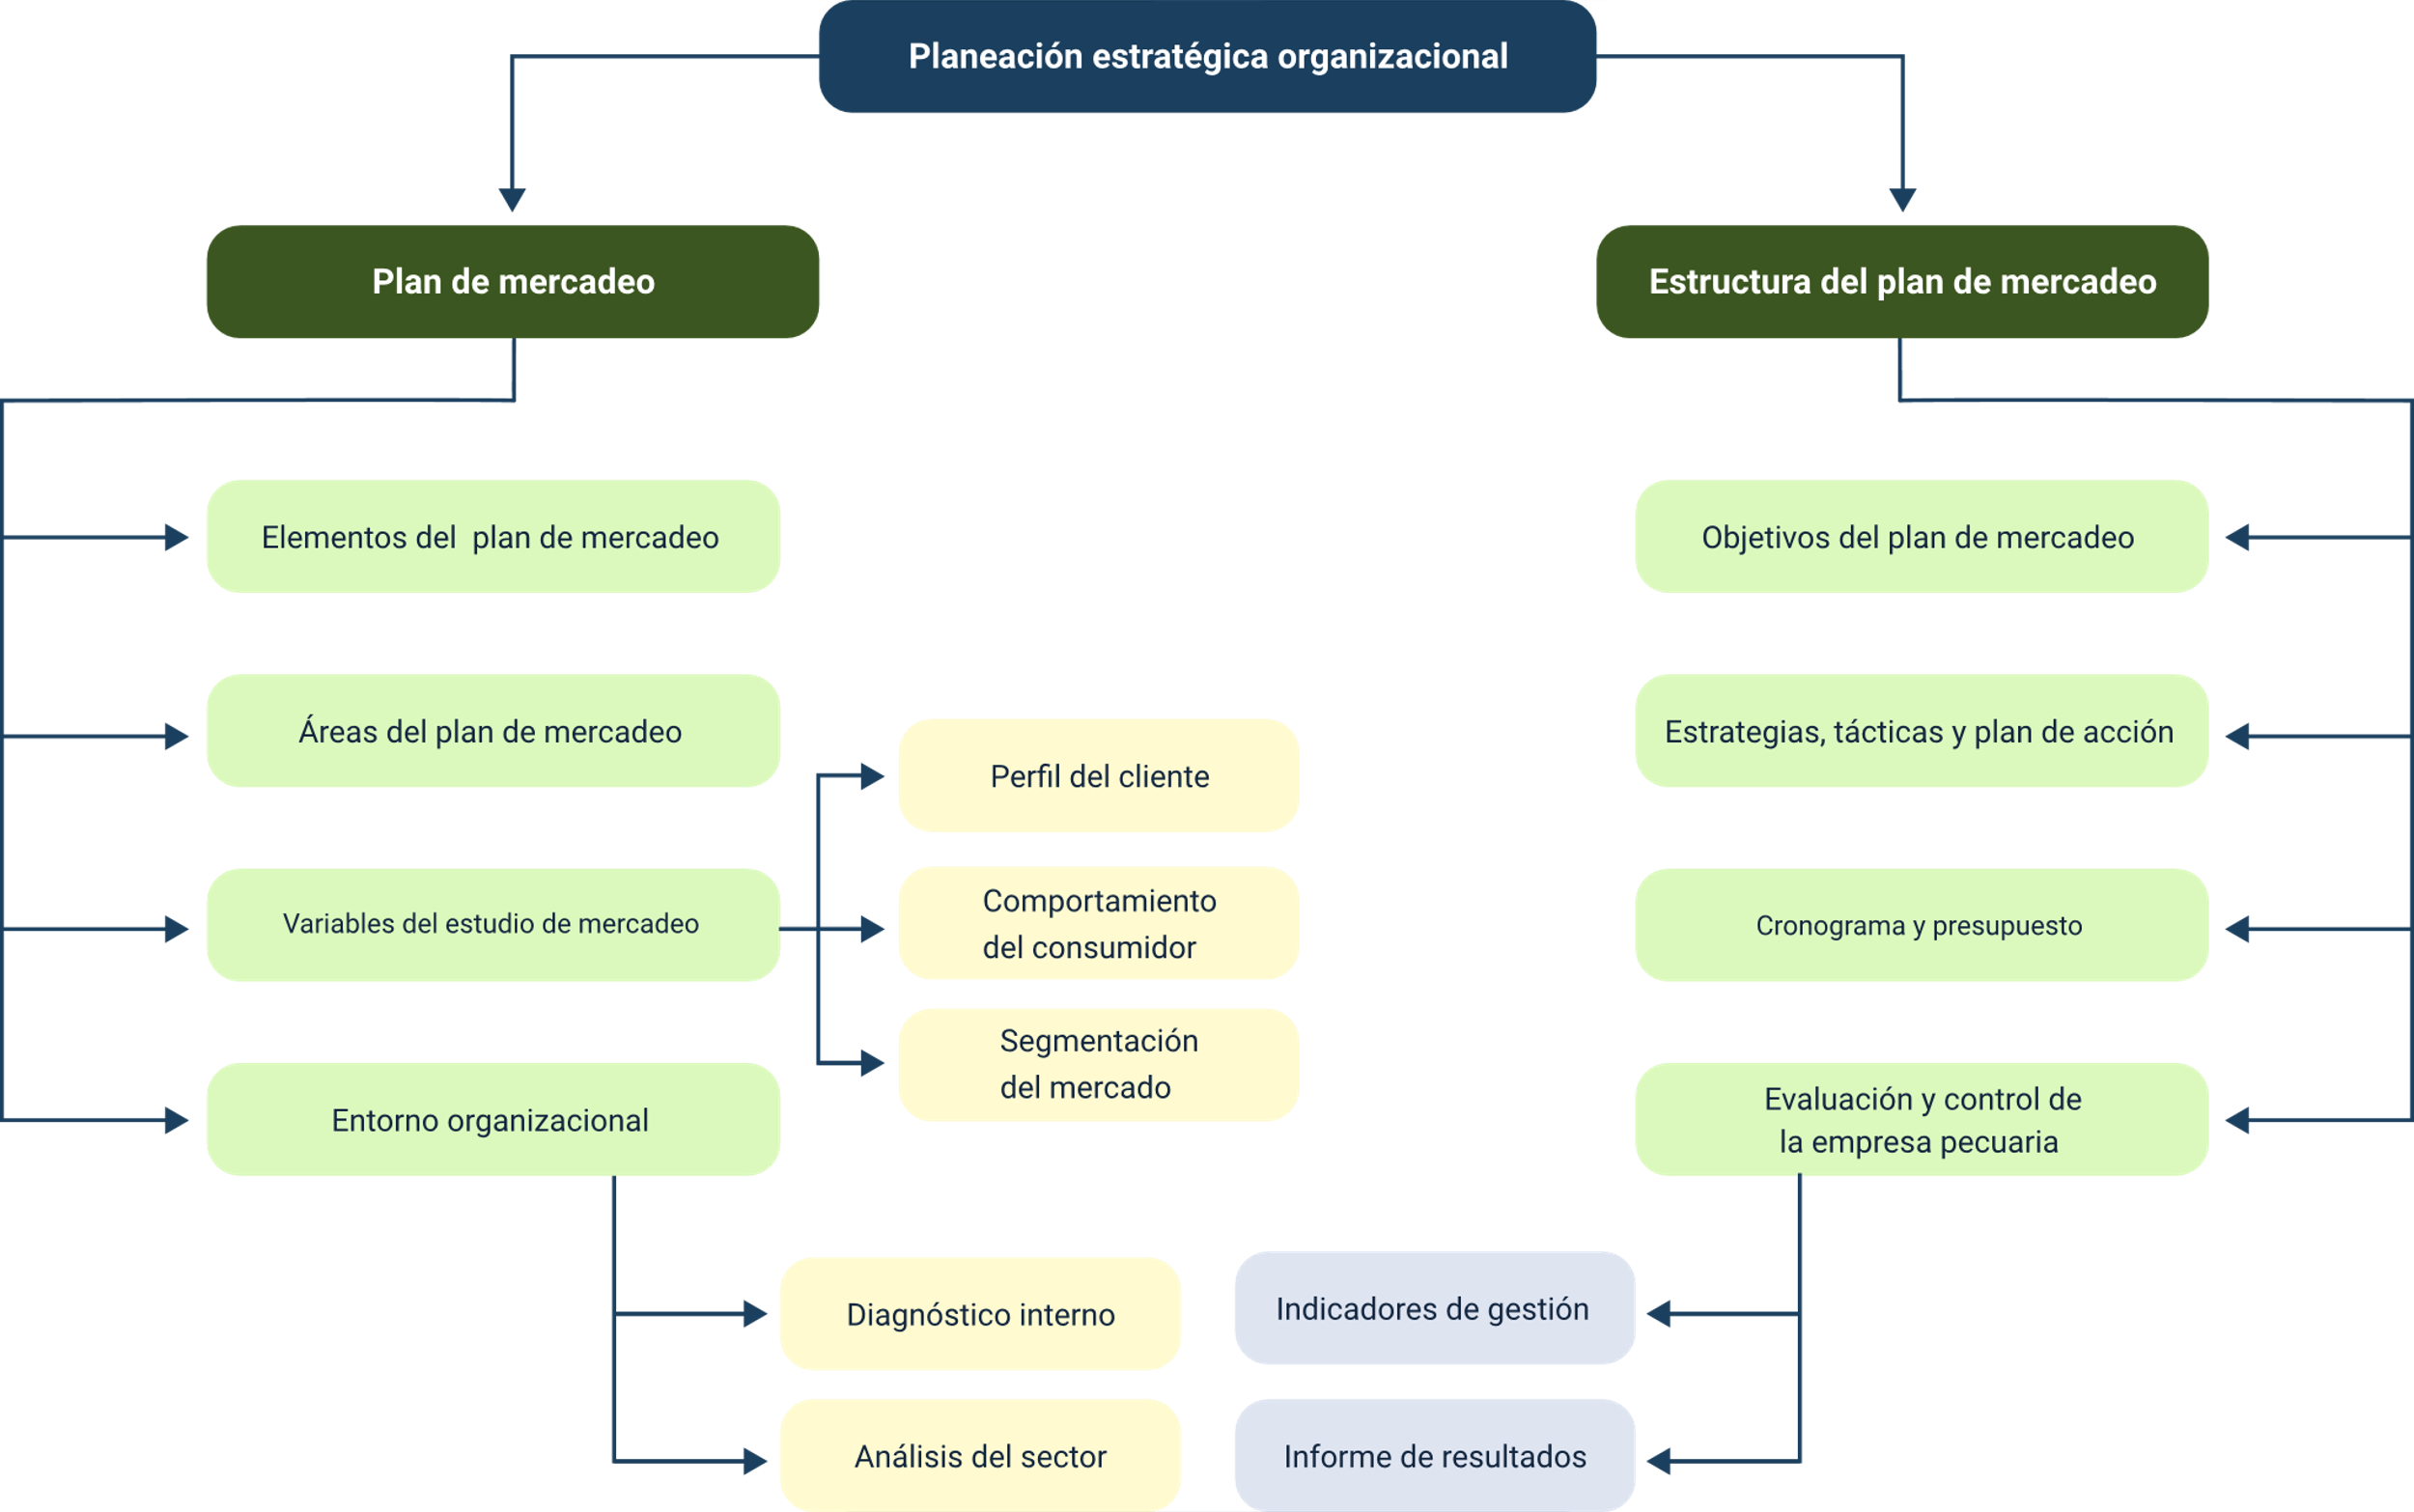 Planeación estratégica organizacional
Plan de mercadeo
Estructura del plan de mercadeo
Elementos del plan de mercadeo
Áreas del plan de mercadeo
Variables del estudio de mercadeo
Entorno organizacional
Perfil del cliente
Comportamiento
del consumidor
Segmentación
del mercado
Diagnóstico interno
Análisis del sector
Objetivos del plan de mercadeo
Estrategias, tácticas y plan de acción
Cronograma y presupuesto
Evaluación y control de
la empresa pecuaria
Indicadores de gestión
Informe de resultados